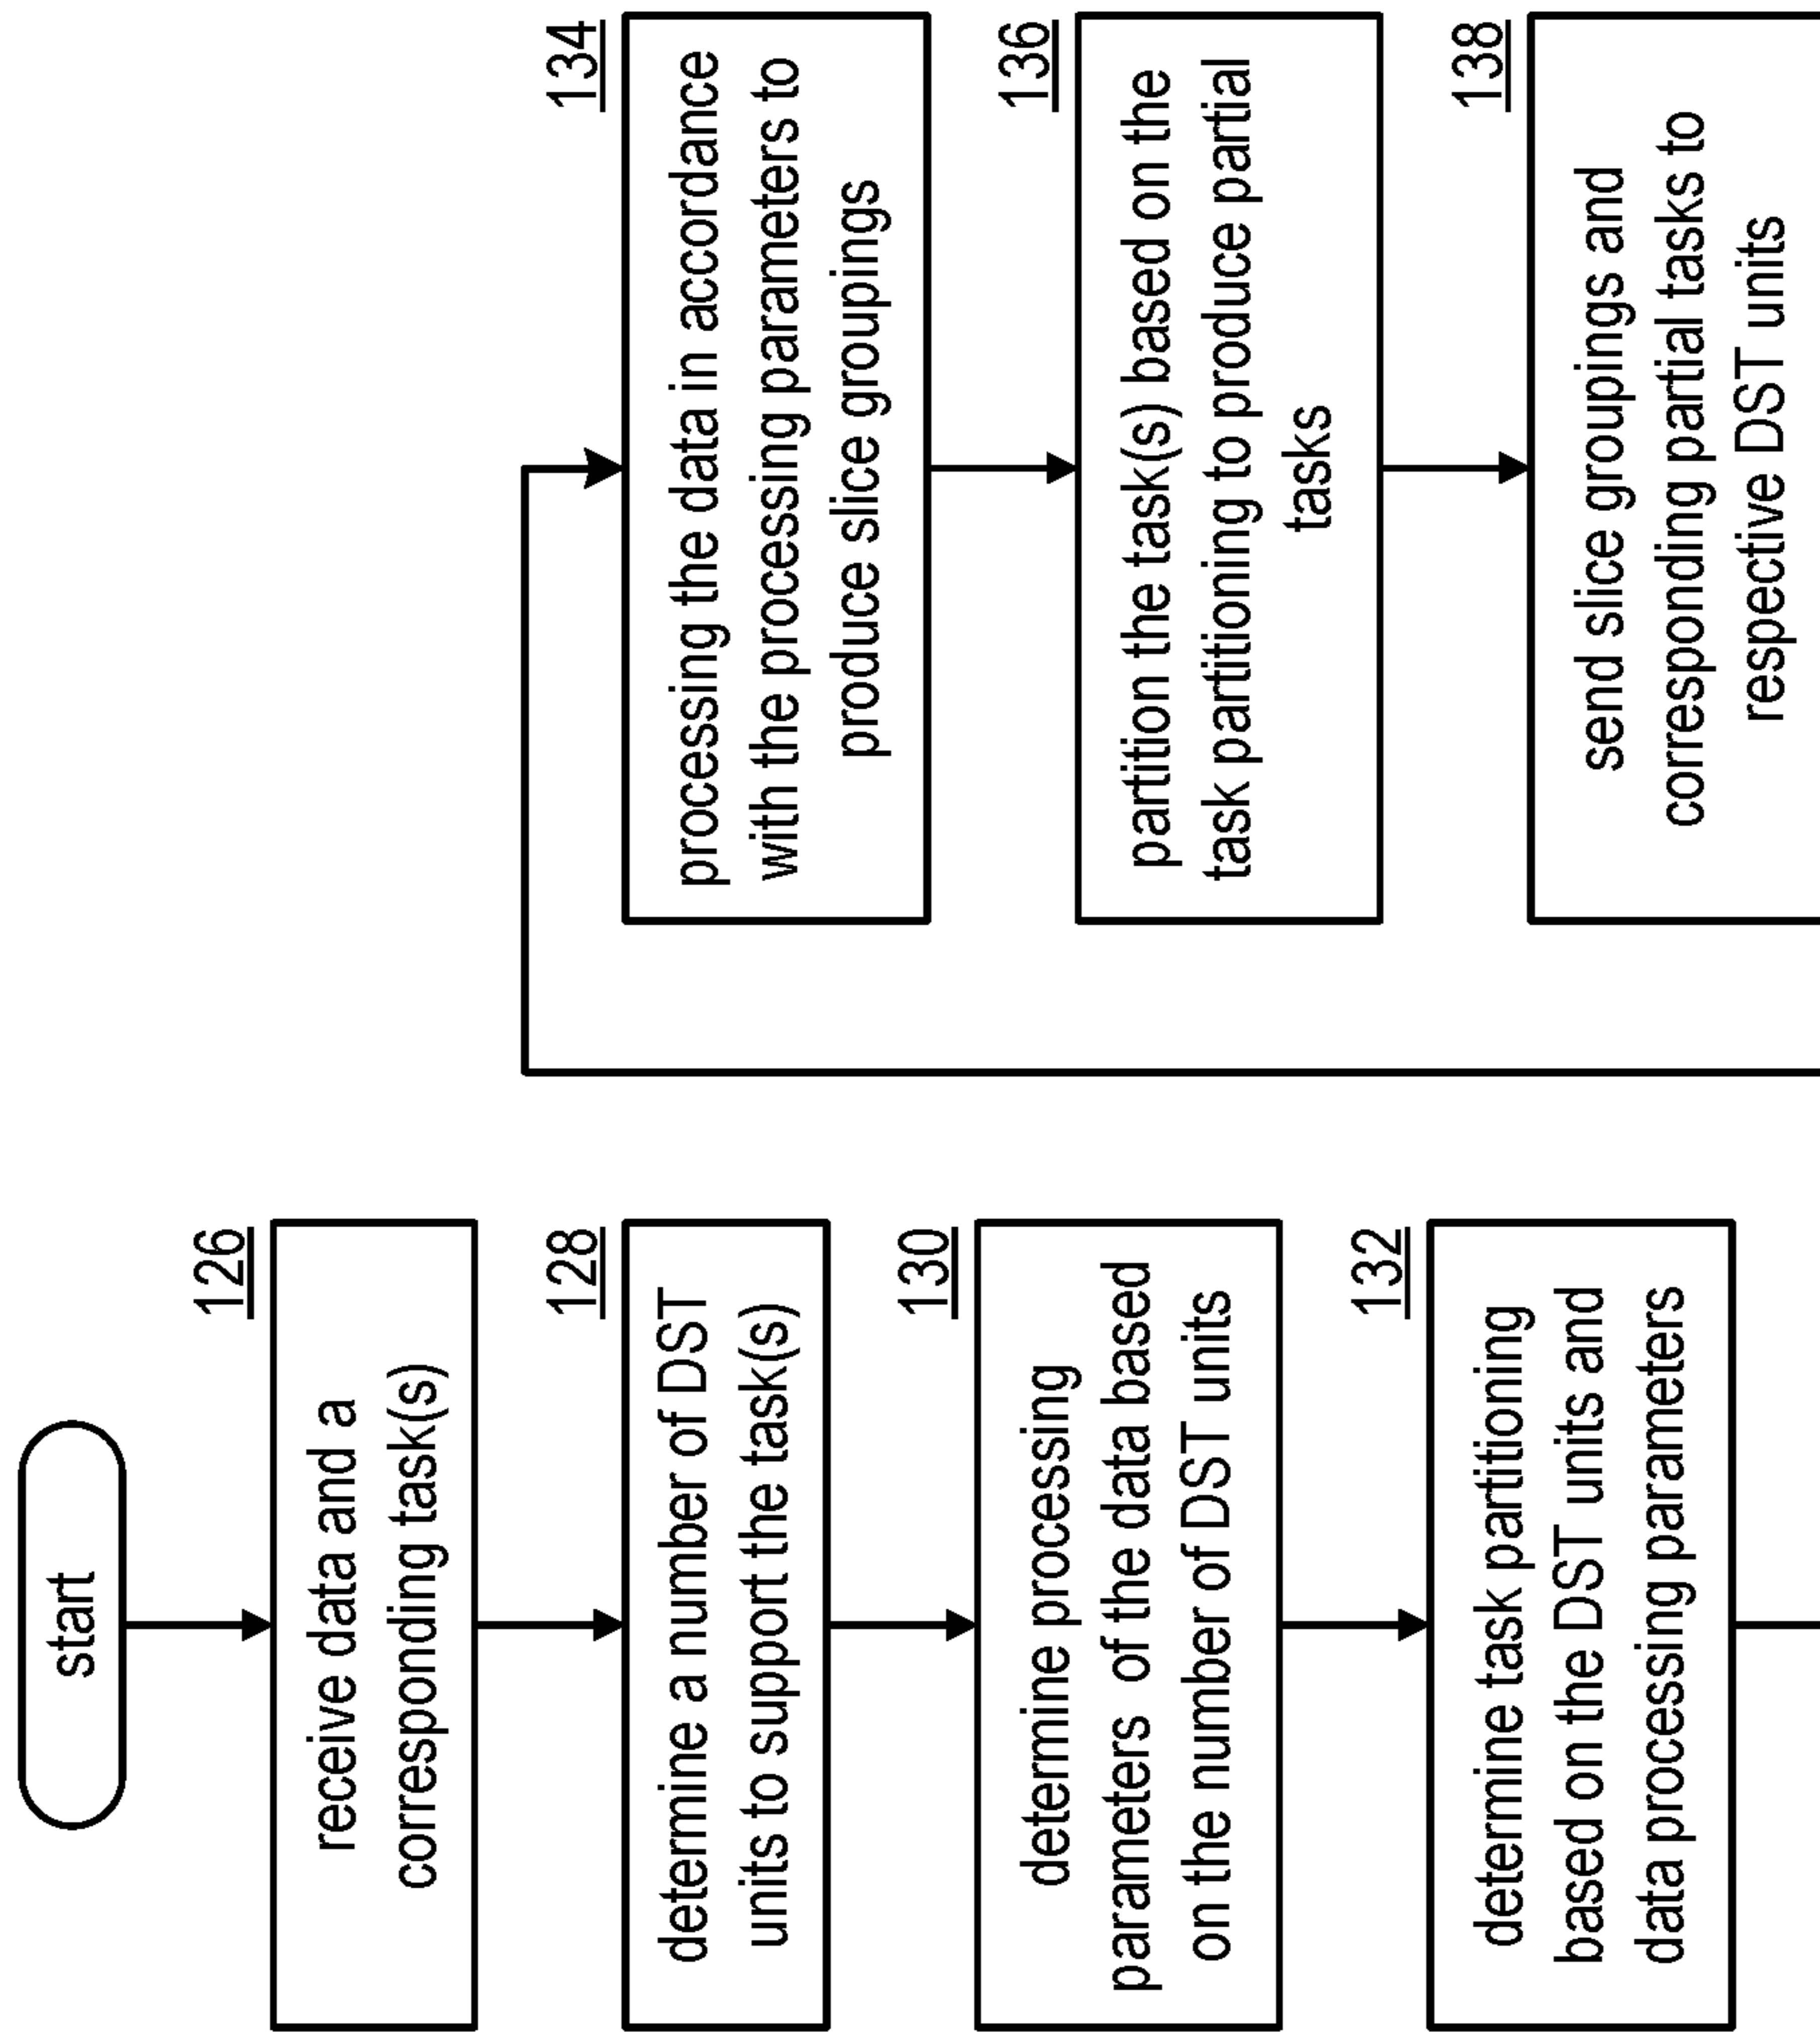 start
126
receive data and a
corresponding task(s)
128
determine a number of DST
units to support the task(s)
130
determine processing
parameters of the data based
on the number of DST units
132
determine task partitioning
based on the DST units and
data processing parameters
134
processing the data in accordance
with the processing parameters to
produce slice groupings
136
partition the task(s) based on the
task partitioning to produce partial
tasks
138
send slice groupings and
corresponding partial tasks to
respective DST units